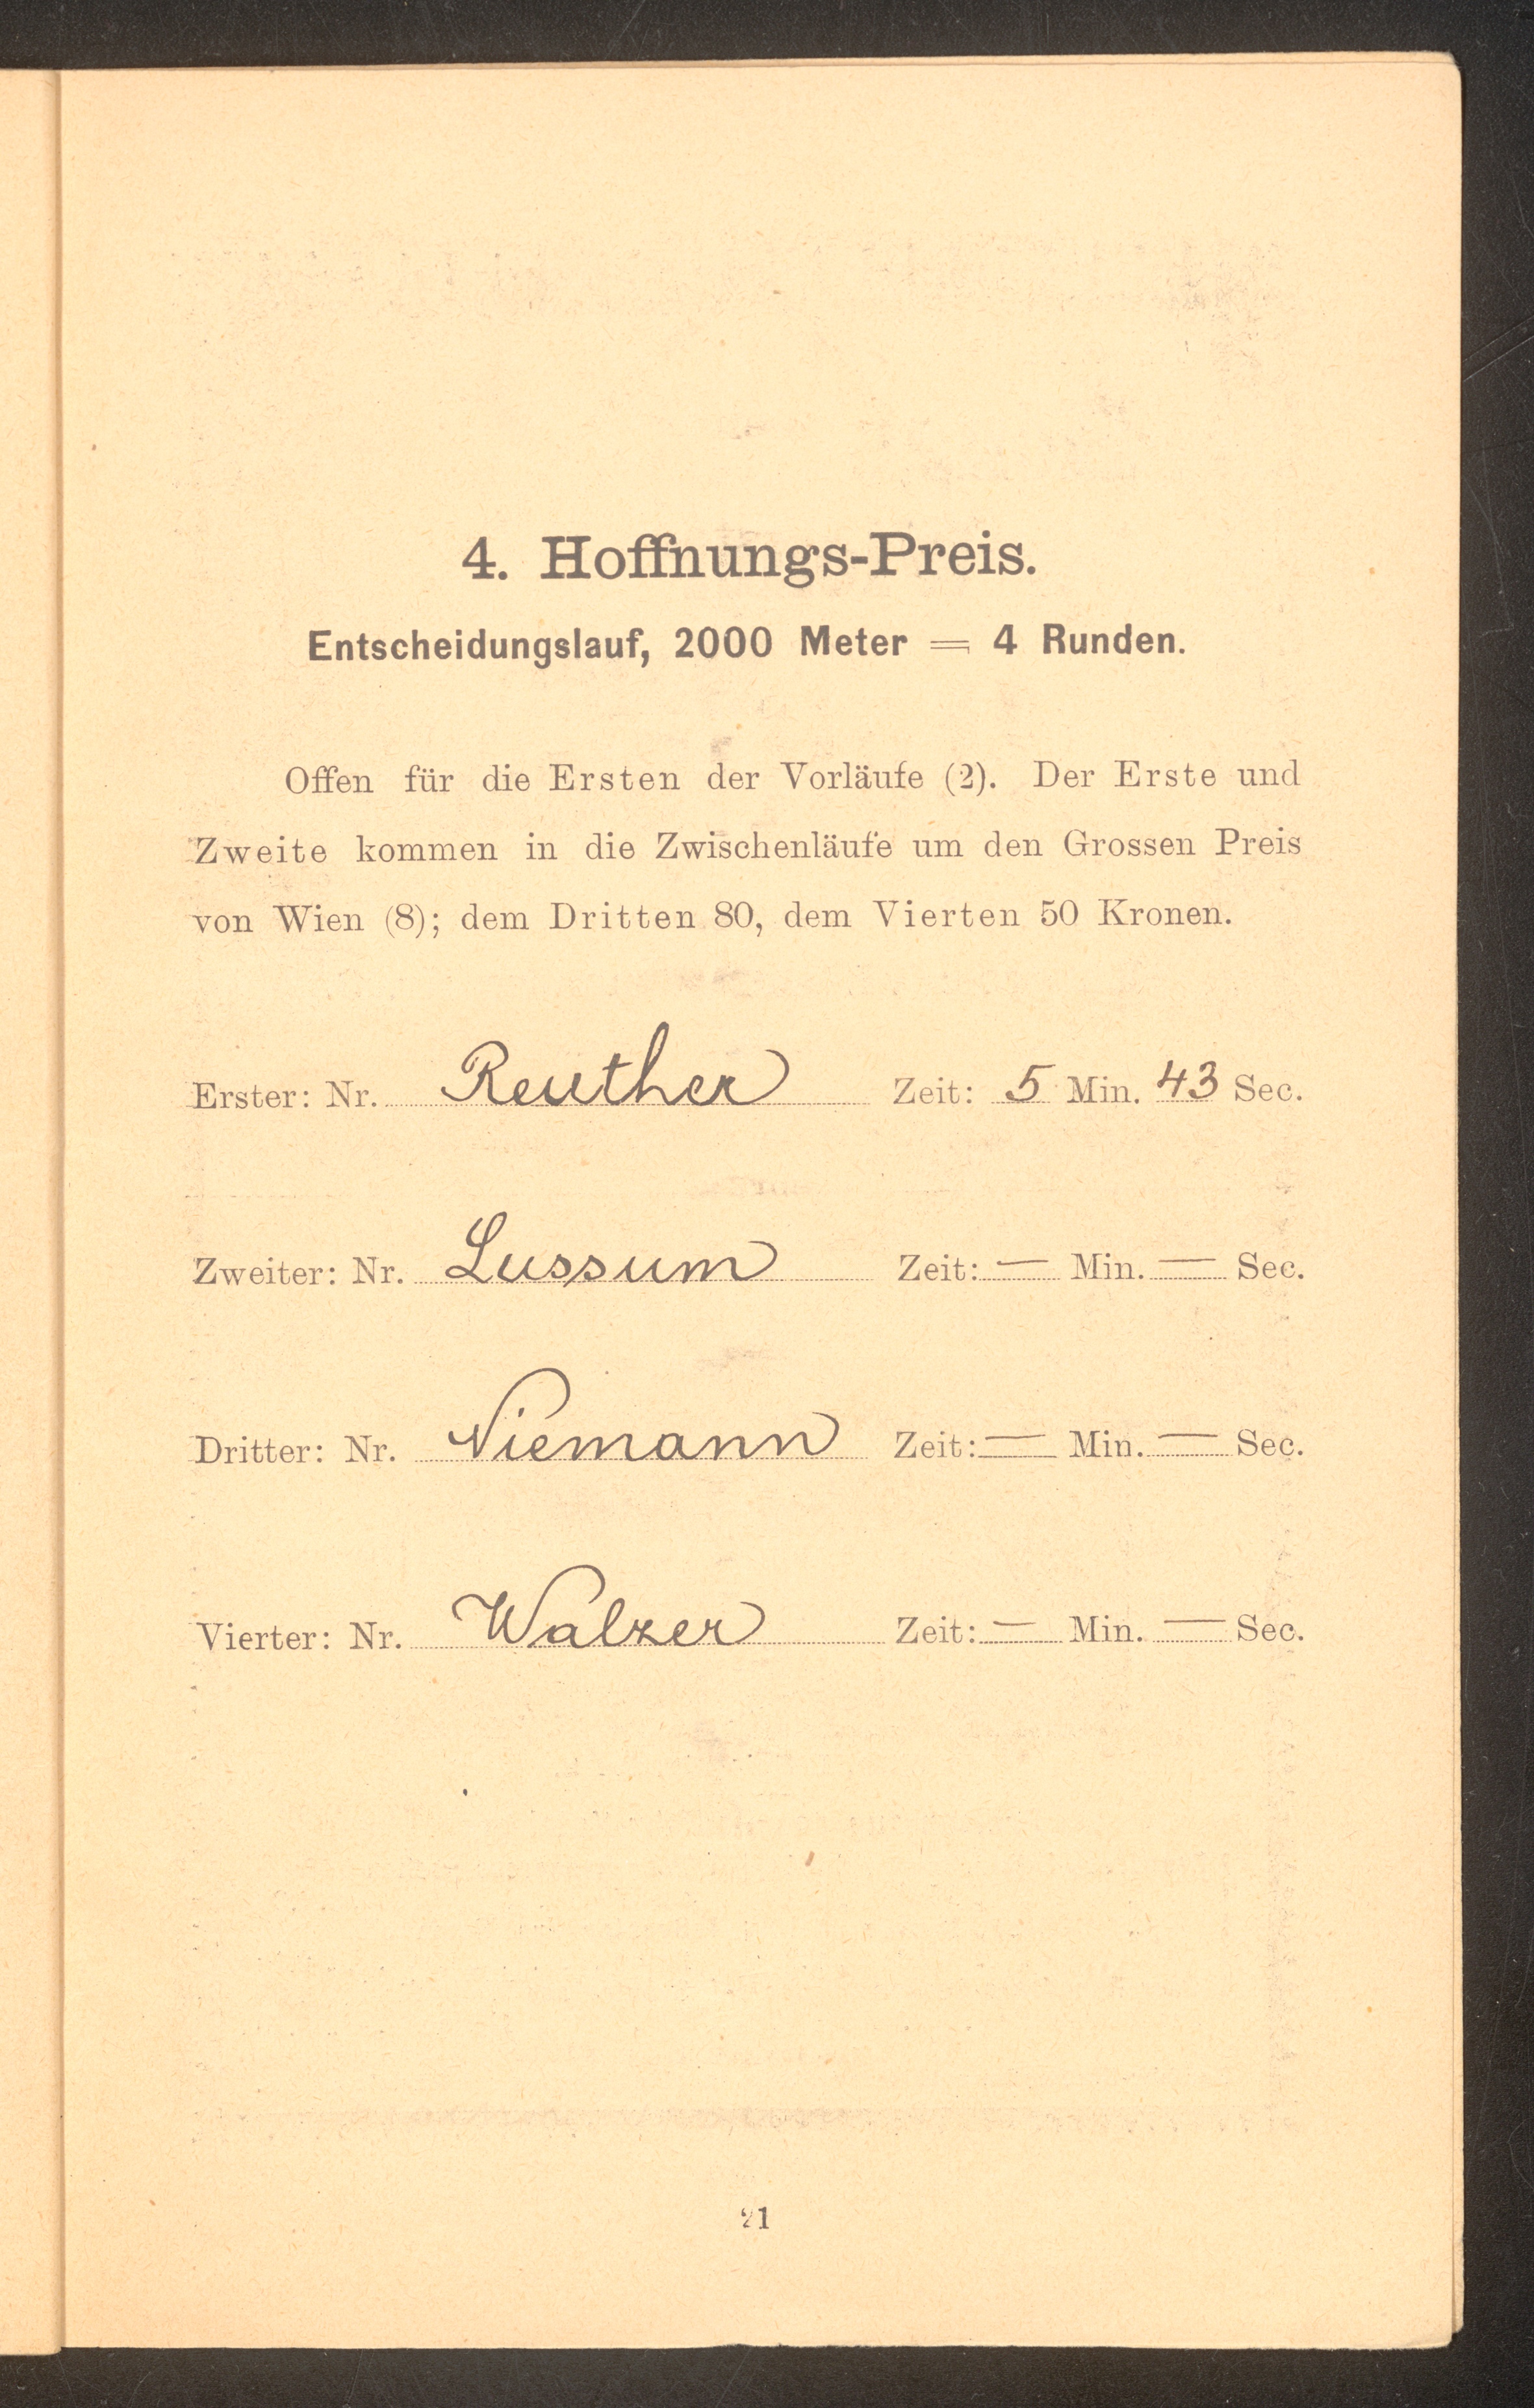 4. Hoffnungs-Preis.
Entscheidungslauf, 2000 Meter = 4 Runden.
Offen für die Ersten der Vorläufe (2). Der Erste und
Zweite kommen in die Zwischenläufe um den Grossen Preis
von Wien (8); dem Dritten 80, dem Vierten 50 Kronen.
Erster: Nr. Reuther Zeit: 5 Min. 43 Sec.
Zweiter: Nr. Lussum Zeit: — Min. — Sec.
Dritter: Nr. Niemann Zeit: — Min. — Sec.
Vierter: Nr. Walzer Zeit: — Min. — Sec.
21